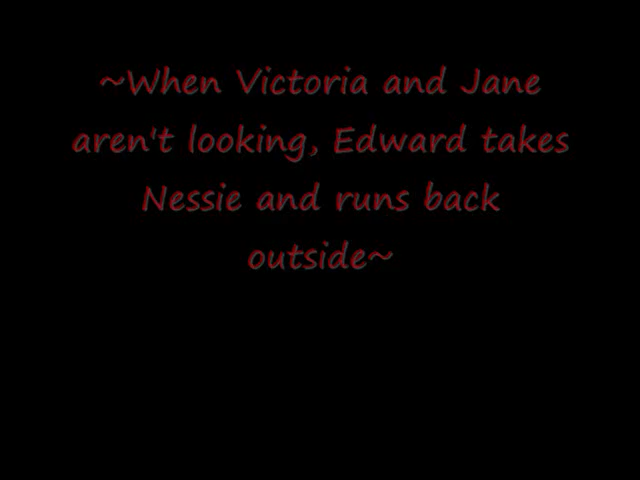 ~When Victoria and Jane
aren't looking, Edward takes
Nessie and runs back
outside~